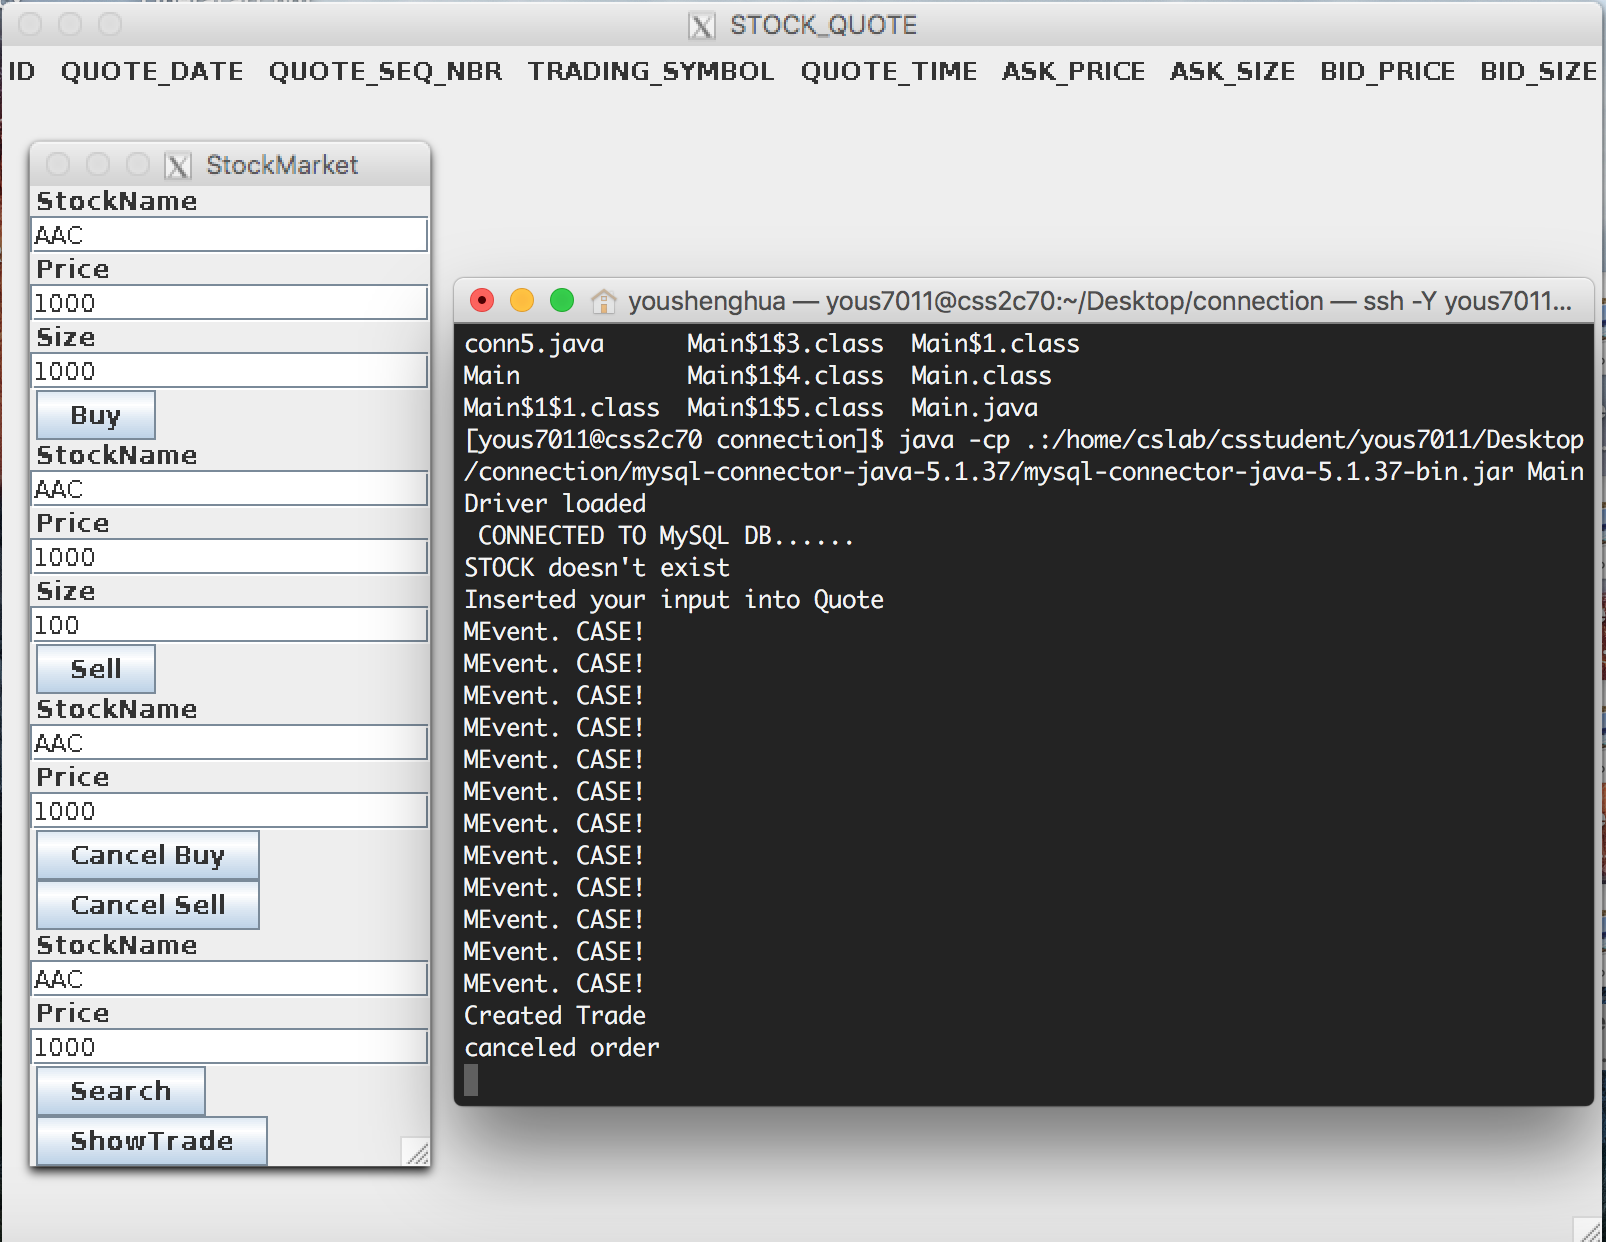 STOCK_QUOTE
ID QUOTE_DATE QUOTE_SEQ_NBR TRADING_SYMBOL QUOTE_TIME ASK_PRICE ASK_SIZE BID_PRICE BID_SIZE
StockMarket
StockName
AAC
Price
1000
Size
1000
Buy
StockName
AAC
Price
1000
Size
100
Sell
StockName
AAC
Price
1000
Cancel Buy
Cancel Sell
StockName
AAC
Price
1000
Search
ShowTrade
youshenghua — yous7011@css2c70:~/Desktop/connection — ssh -Y yous7011...
conn5.java Main$1$3.class Main$1.class
Main Main$1$4.class Main.class
Main$1$1.class Main$1$5.class Main.java
[yous7011@css2c70 connection]$ java -cp .:/home/cslab/csstudent/yous7011/Desktop
/connection/mysql-connector-java-5.1.37/mysql-connector-java-5.1.37-bin.jar Main
Driver loaded
CONNECTED TO MySQL DB......
STOCK doesn't exist
Inserted your input into Quote
MEvent. CASE!
MEvent. CASE!
MEvent. CASE!
MEvent. CASE!
MEvent. CASE!
MEvent. CASE!
MEvent. CASE!
MEvent. CASE!
MEvent. CASE!
MEvent. CASE!
MEvent. CASE!
MEvent. CASE!
Created Trade
canceled order